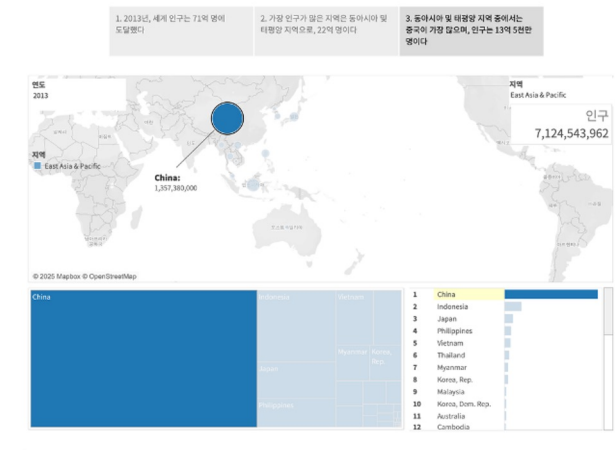 1. 2013년, 세계 인구는 71억 명에
도달했다
2. 가장 인구가 많은 지역은 동아시아 및
태평양 지역으로, 22억 명이다
3. 동아시아 및 태평양 지역 중에서는
중국이 가장 많으며, 인구는 13억 5천만
명이다
연도
2013
지역
East Asia & Pacific
인구
7,124,543,962
지역
East Asia & Pacific
China:
1,357,380,000
© 2025 Mapbox © OpenStreetMap
China
Indonesia
Vietnam
Myanmar
Korea,
Rep.
Japan
Philippines
1 China
2 Indonesia
3 Japan
4 Philippines
5 Vietnam
6 Thailand
7 Myanmar
8 Korea, Rep.
9 Malaysia
10 Korea, Dom. Rep.
11 Australia
12 Cambodia